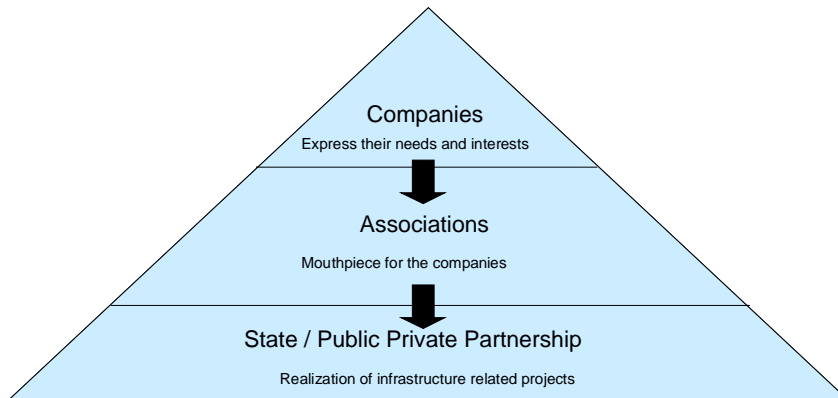 Companies
Express their needs and interests
Associations
Mouthpiece for the companies
State / Public Private Partnership
Realization of infrastructure related projects